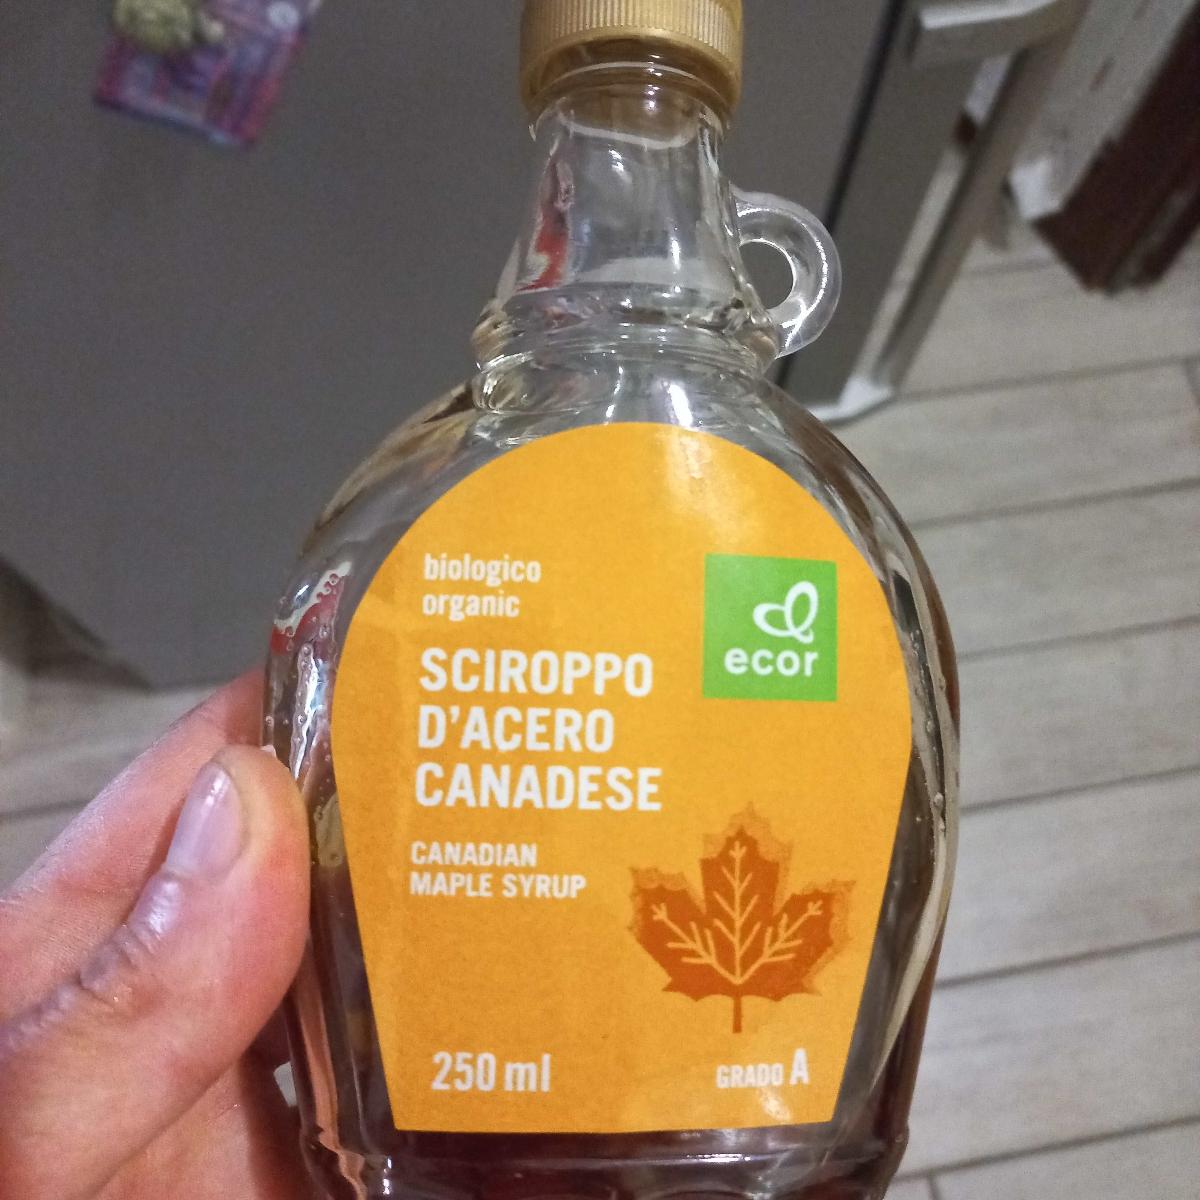 biologico
organic
SCIROPPO
D'ACERO
CANADESE
CANADIAN
MAPLE SYRUP
ecor
250 ml
GRADO A